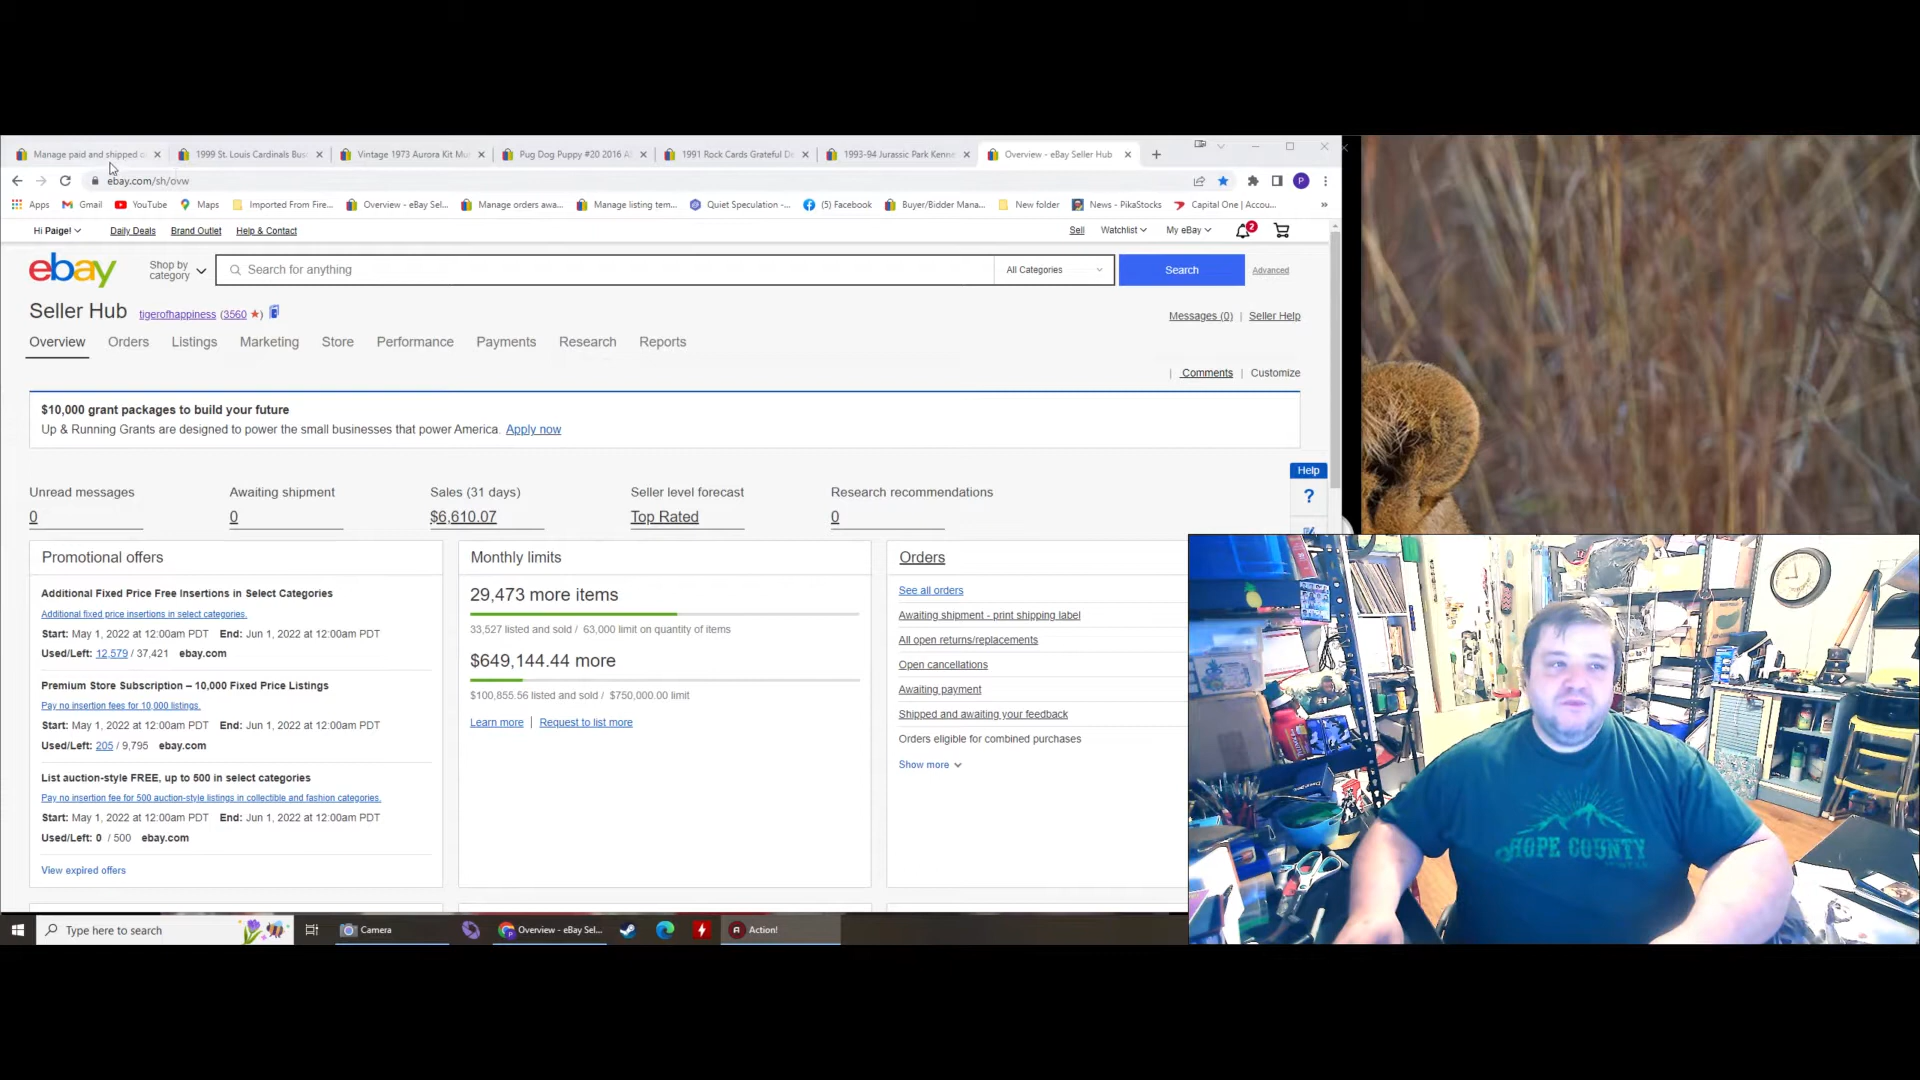 Manage paid and shipped o
1999 St. Louis Cardinals Bus
Vintage 1973 Aurora Kit Mu
Pug Dog Puppy #20 2016 A
1991 Rock Cards Grateful D
1993-94 Jurassic Park Kenne
Overview - eBay Seller Hub
ebay.com/sh/ovw
Apps Gmail YouTube Maps Imported From Fire... Overview - eBay Sel... Manage orders awa... Manage listing tem... Quiet Speculation -... (5) Facebook Buyer/Bidder Mana... New folder News - PikaStocks Capital One | Accou... »
Hi Paige! Daily Deals Brand Outlet Help & Contact Sell Watchlist My eBay 2
ebay Shop by category Search for anything All Categories Search Advanced
Seller Hub tigerofhappiness (3560 ★) Messages (0) | Seller Help
Overview Orders Listings Marketing Store Performance Payments Research Reports
| Comments | Customize
$10,000 grant packages to build your future
Up & Running Grants are designed to power the small businesses that power America. Apply now
Help
?
Unread messages Awaiting shipment Sales (31 days) Seller level forecast Research recommendations
0 0 $6,610.07 Top Rated 0
Promotional offers
Additional Fixed Price Free Insertions in Select Categories
Additional fixed price insertions in select categories.
Start: May 1, 2022 at 12:00am PDT End: Jun 1, 2022 at 12:00am PDT
Used/Left: 12,579 / 37,421 ebay.com
Premium Store Subscription – 10,000 Fixed Price Listings
Pay no insertion fees for 10,000 listings.
Start: May 1, 2022 at 12:00am PDT End: Jun 1, 2022 at 12:00am PDT
Used/Left: 205 / 9,795 ebay.com
List auction-style FREE, up to 500 in select categories
Pay no insertion fee for 500 auction-style listings in collectible and fashion categories.
Start: May 1, 2022 at 12:00am PDT End: Jun 1, 2022 at 12:00am PDT
Used/Left: 0 / 500 ebay.com
View expired offers
Monthly limits
29,473 more items
33,527 listed and sold / 63,000 limit on quantity of items
$649,144.44 more
$100,855.56 listed and sold / $750,000.00 limit
Learn more | Request to list more
Orders
See all orders
Awaiting shipment - print shipping label
All open returns/replacements
Open cancellations
Awaiting payment
Shipped and awaiting your feedback
Orders eligible for combined purchases
Show more
HOPE COUNTY
Type here to search Camera Overview - eBay Sel... Action!